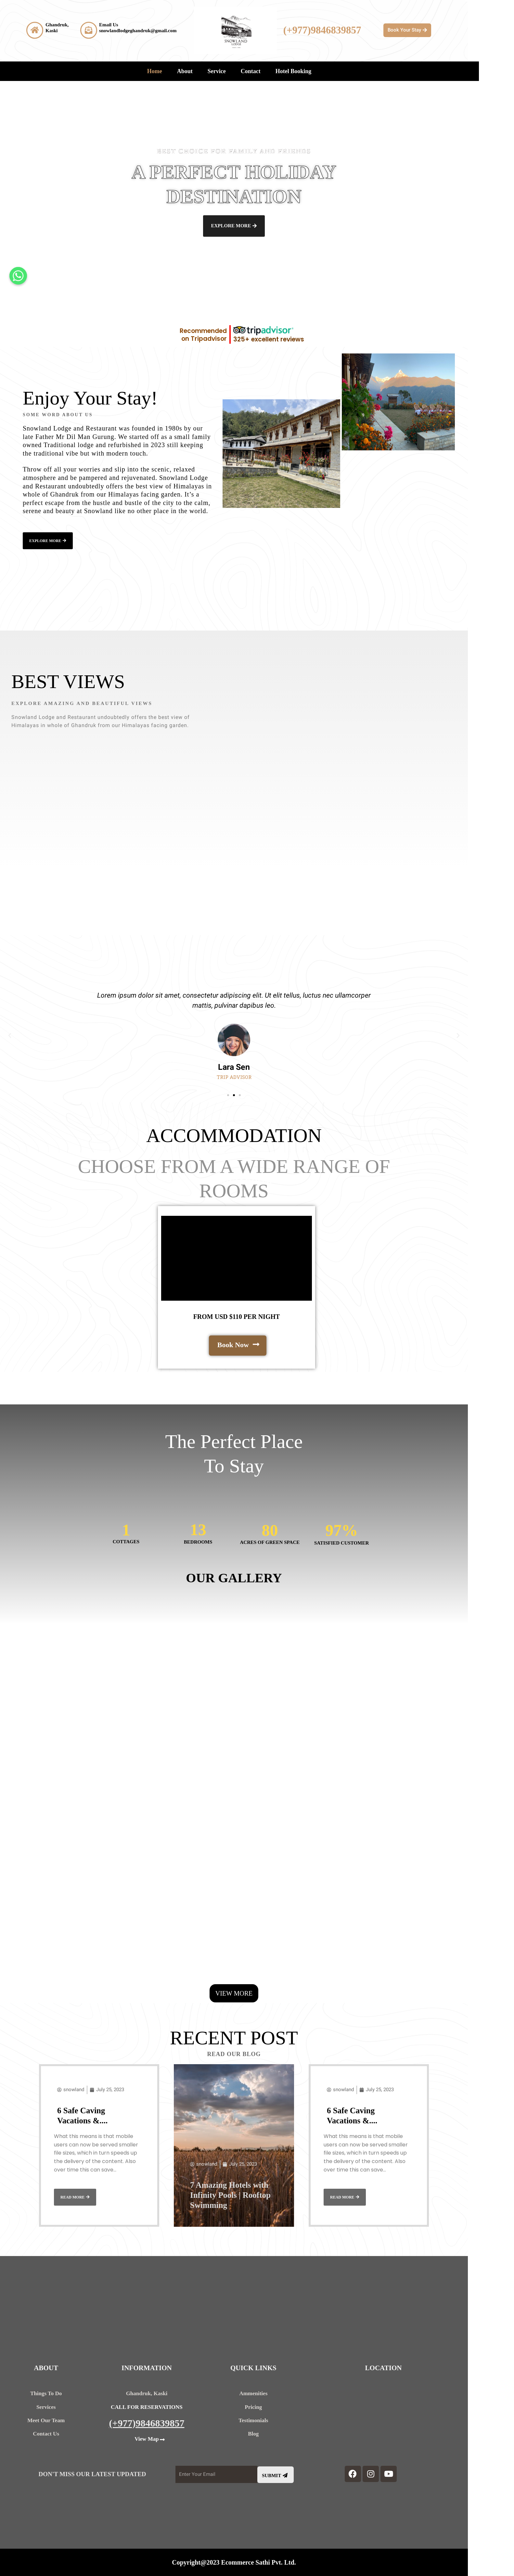 Ghandruk,
Kaski
Email Us
snowlandlodgeghandruk@gmail.com
SNOWLAND
(+977)9846839857
Book Your Stay
Home
About
Service
Contact
Hotel Booking
BEST CHOICE FOR FAMILY AND FRIENDS
A PERFECT HOLIDAY
DESTINATION
EXPLORE MORE
Recommended
on Tripadvisor
tripadvisor
325+ excellent reviews
Enjoy Your Stay!
SOME WORD ABOUT US
Snowland Lodge and Restaurant was founded in 1980s by our
late Father Mr Dil Man Gurung. We started off as a small family
owned Traditional lodge and refurbished in 2023 still keeping
the traditional vibe but with modern touch.
Throw off all your worries and slip into the scenic, relaxed
atmosphere and be pampered and rejuvenated. Snowland Lodge
and Restaurant undoubtedly offers the best view of Himalayas in
whole of Ghandruk from our Himalayas facing garden. It's a
perfect escape from the hustle and bustle of the city to the calm,
serene and beauty at Snowland like no other place in the world.
EXPLORE MORE
BEST VIEWS
EXPLORE AMAZING AND BEAUTIFUL VIEWS
Snowland Lodge and Restaurant undoubtedly offers the best view of
Himalayas in whole of Ghandruk from our Himalayas facing garden.
Lorem ipsum dolor sit amet, consectetur adipiscing elit. Ut elit tellus, luctus nec ullamcorper
mattis, pulvinar dapibus leo.
Lara Sen
TRIP ADVISOR
ACCOMMODATION
CHOOSE FROM A WIDE RANGE OF
ROOMS
FROM USD $110 PER NIGHT
Book Now
The Perfect Place
To Stay
1
COTTAGES
13
BEDROOMS
80
ACRES OF GREEN SPACE
97%
SATISFIED CUSTOMER
OUR GALLERY
VIEW MORE
RECENT POST
READ OUR BLOG
snowland
July 25, 2023
6 Safe Caving
Vacations &....
What this means is that mobile
users can now be served smaller
file sizes, which in turn speeds up
the delivery of the content. Also
over time this can save...
READ MORE
snowland
July 25, 2023
7 Amazing Hotels with
Infinity Pools | Rooftop
Swimming
snowland
July 25, 2023
6 Safe Caving
Vacations &....
What this means is that mobile
users can now be served smaller
file sizes, which in turn speeds up
the delivery of the content. Also
over time this can save...
READ MORE
ABOUT
Things To Do
Services
Meet Our Team
Contact Us
INFORMATION
Ghandruk, Kaski
CALL FOR RESERVATIONS
(+977)9846839857
View Map
QUICK LINKS
Ammenities
Pricing
Testimonials
Blog
LOCATION
DON'T MISS OUR LATEST UPDATED
Enter Your Email
SUBMIT
Copyright@2023 Ecommerce Sathi Pvt. Ltd.